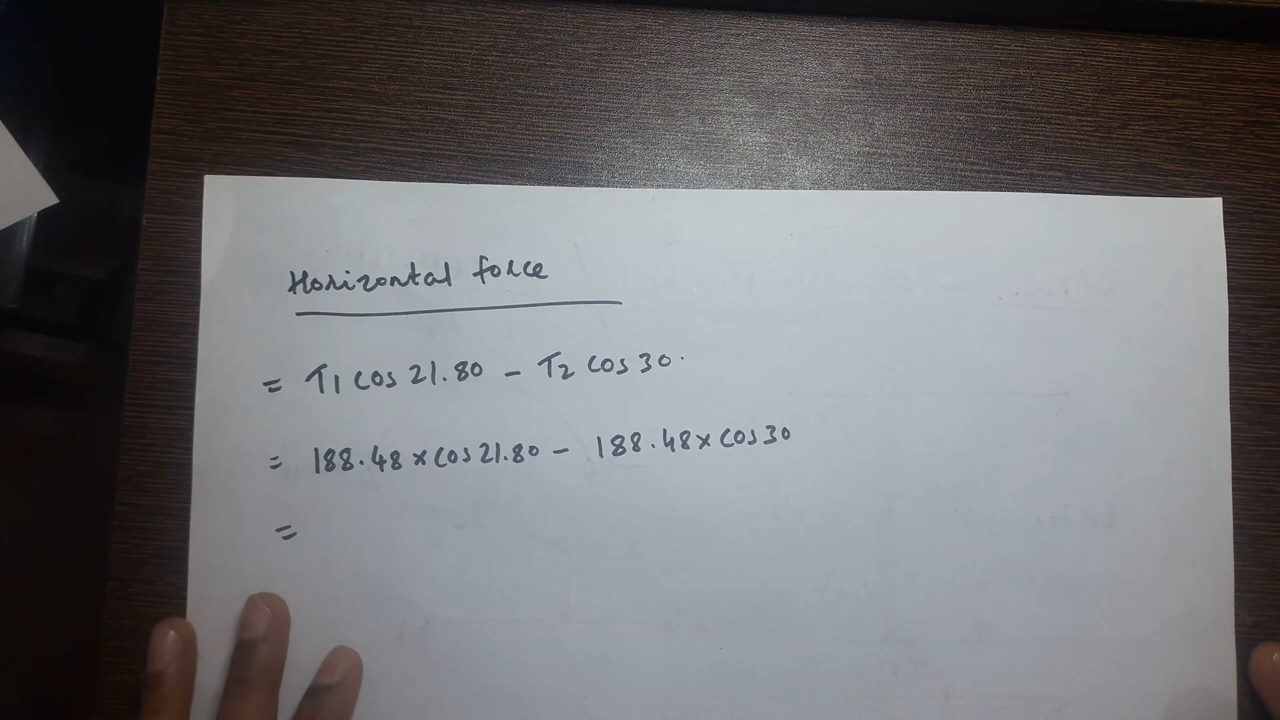 Horizontal force
= T1 cos 21.80 - T2 cos 30.
= 188.48 x cos 21.80 - 188.48 x cos 30
=